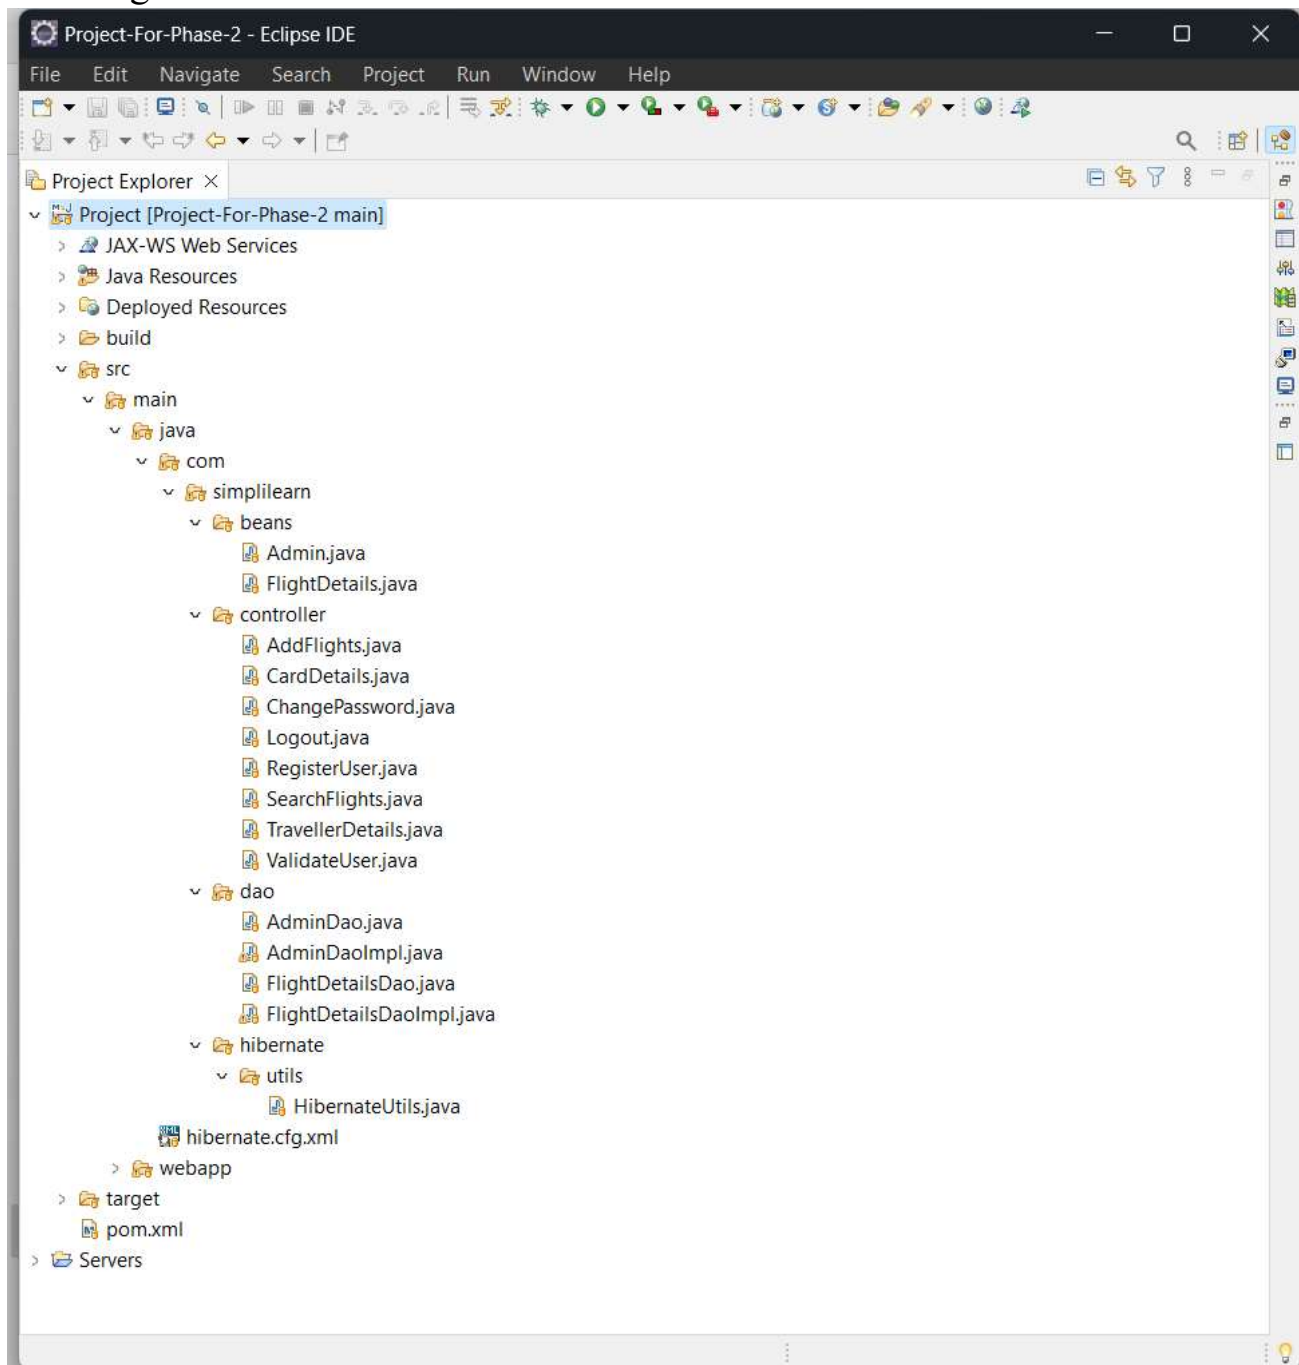 Project-For-Phase-2 - Eclipse IDE
File Edit Navigate Search Project Run Window Help
Project Explorer
Project [Project-For-Phase-2 main]
JAX-WS Web Services
Java Resources
Deployed Resources
build
src
main
java
com
simplilearn
beans
Admin.java
FlightDetails.java
controller
AddFlights.java
CardDetails.java
ChangePassword.java
Logout.java
RegisterUser.java
SearchFlights.java
TravellerDetails.java
ValidateUser.java
dao
AdminDao.java
AdminDaoImpl.java
FlightDetailsDao.java
FlightDetailsDaoImpl.java
hibernate
utils
HibernateUtils.java
hibernate.cfg.xml
webapp
target
pom.xml
Servers